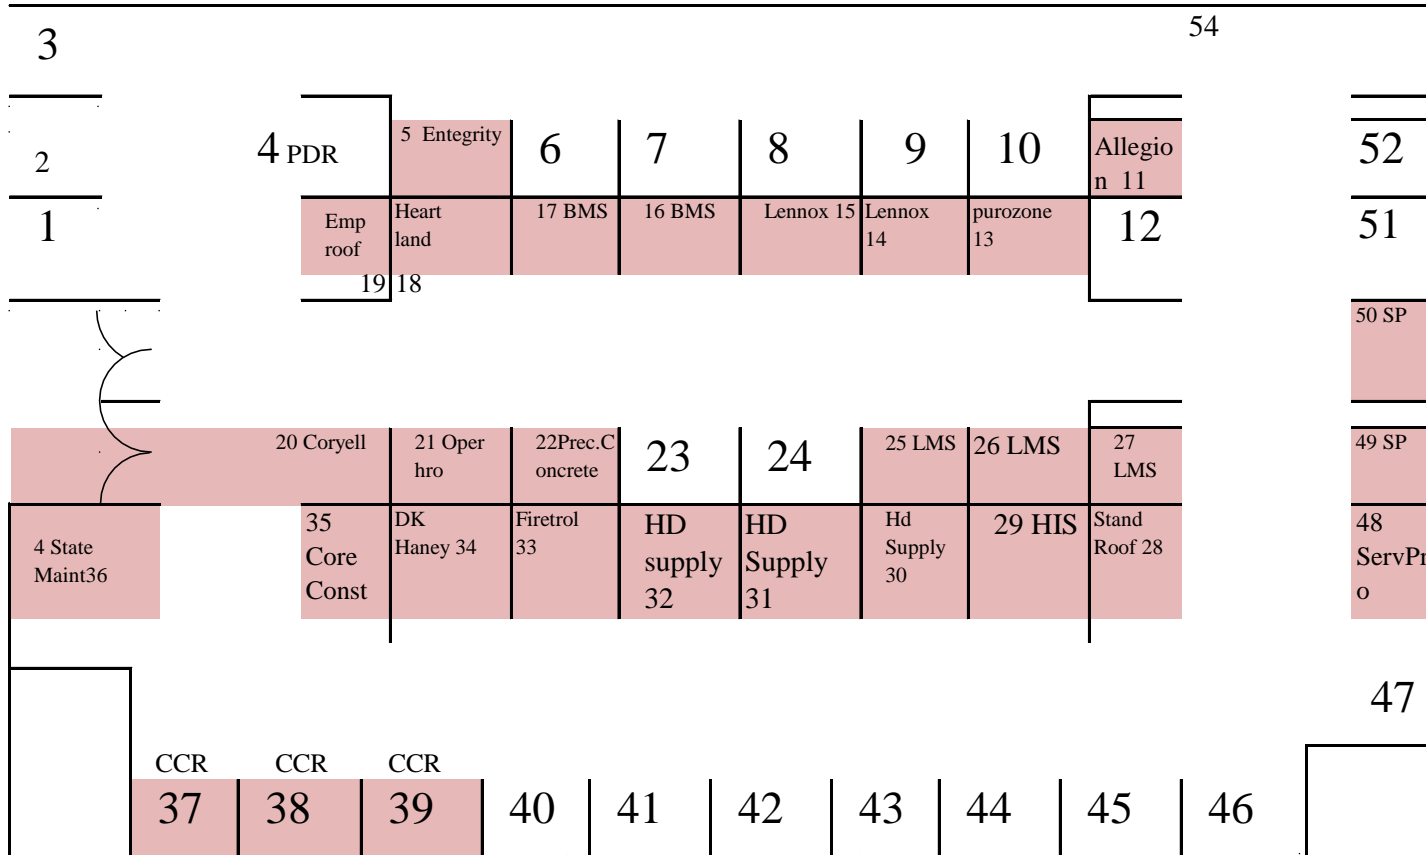 54
3
4 PDR
5 Entegrity
6
7
8
9
10
Allegio
n 11
52
2
1
Emp
roof
19
Heart
land
18
17 BMS
16 BMS
Lennox 15
Lennox
14
purozone
13
12
51
50 SP
20 Coryell
21 Oper
hro
22Prec.C
oncrete
23
24
25 LMS
26 LMS
27
LMS
49 SP
4 State
Maint36
35
Core
Const
DK
Haney 34
Firetrol
33
HD
supply
32
HD
Supply
31
Hd
Supply
30
29 HIS
Stand
Roof 28
48
ServPr
o
47
CCR
CCR
CCR
37
38
39
40
41
42
43
44
45
46